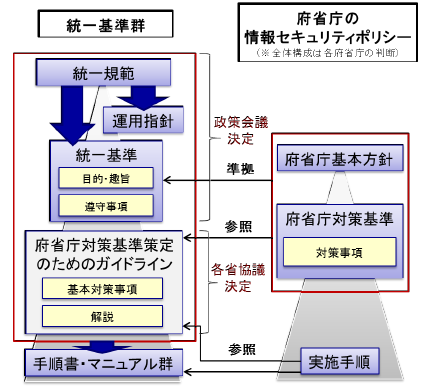 統一基準群
府省庁の
情報セキュリティポリシー
（※全体構成は各府省庁の判断）
統一規範
運用指針
政策会議
決定
統一基準
目的・趣旨
遵守事項
準拠
府省庁基本方針
参照
府省庁対策基準
対策事項
府省庁対策基準策定
のためのガイドライン
基本対策事項
解説
各省協議
決定
参照
手順書・マニュアル群
実施手順